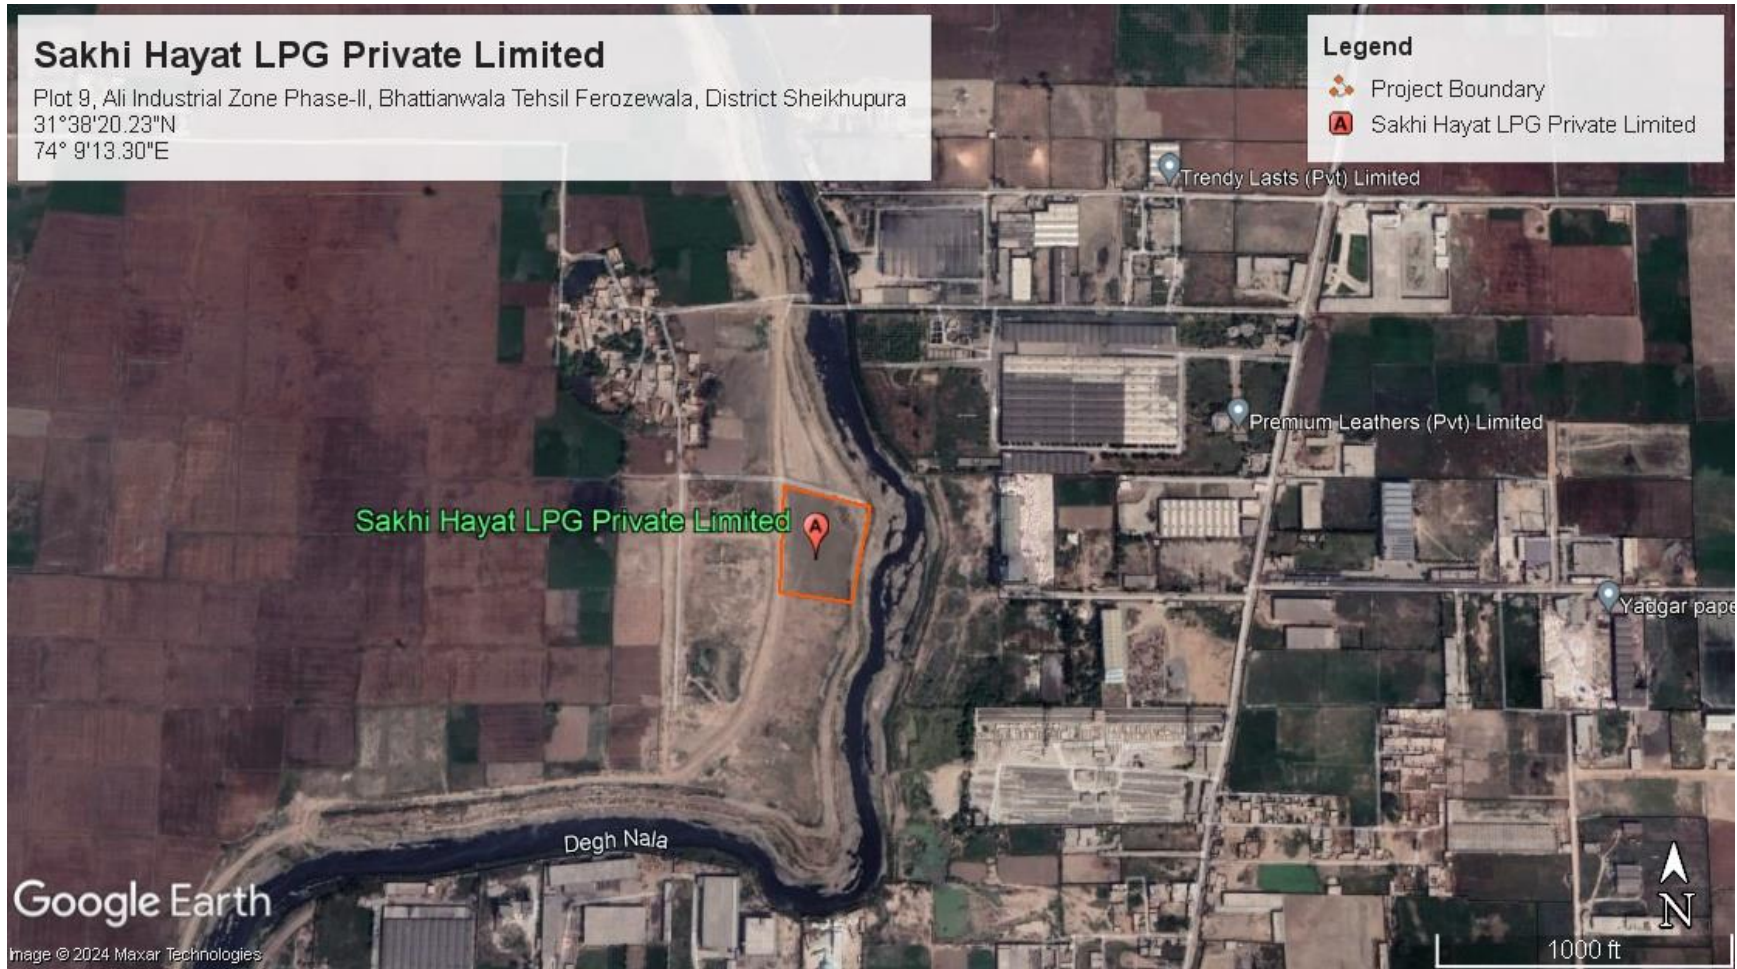 Sakhi Hayat LPG Private Limited
Plot 9, Ali Industrial Zone Phase-II, Bhattianwala Tehsil Ferozewala, District Sheikhupura
31°38'20.23"N
74° 9'13.30"E
Legend
Project Boundary
A Sakhi Hayat LPG Private Limited
Trendy Lasts (Pvt) Limited
Premium Leathers (Pvt) Limited
Sakhi Hayat LPG Private Limited
A
Yadgar pape
Degh Nala
Google Earth
N
Image © 2024 Maxar Technologies
1000 ft